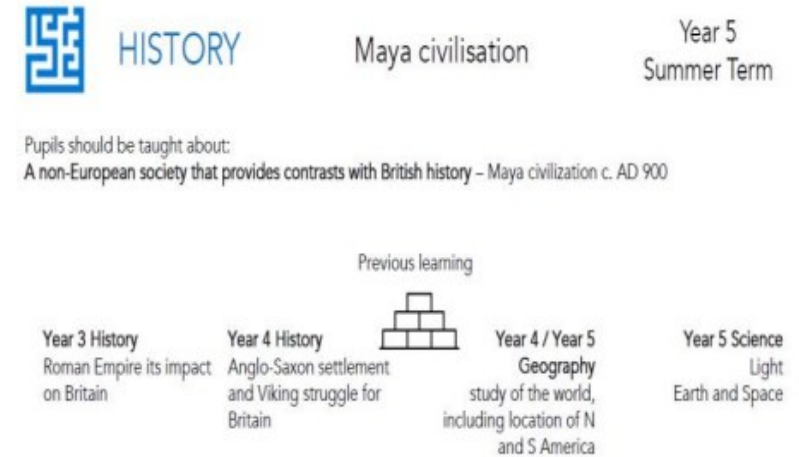 HISTORY
Maya civilisation
Year 5
Summer Term
Pupils should be taught about:
A non-European society that provides contrasts with British history – Maya civilization c. AD 900
Previous learning
Year 3 History
Roman Empire its impact
on Britain
Year 4 History
Anglo-Saxon settlement
and Viking struggle for
Britain
Year 4 / Year 5
Geography
study of the world,
including location of N
and S America
Year 5 Science
Light
Earth and Space